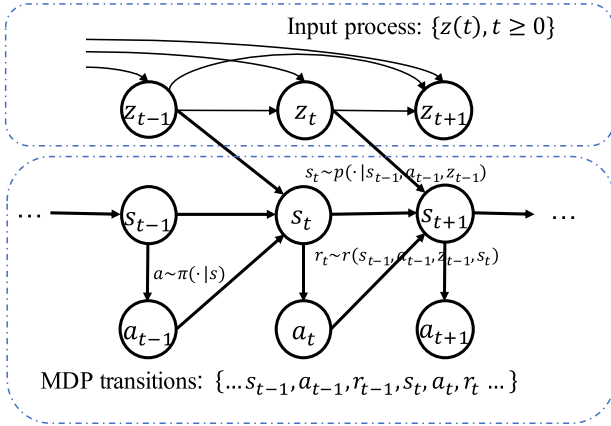 Input process: {z(t), t ≥ 0}
z_{t−1} z_t z_{t+1}
s_t~p(·|s_{t−1},a_{t−1},z_{t−1})
... s_{t−1} s_t s_{t+1} ...
a~π(·|s) r_t~r(s_{t−1},a_{t−1},z_{t−1},s_t)
a_{t−1} a_t a_{t+1}
MDP transitions: {... s_{t−1}, a_{t−1}, r_{t−1}, s_t, a_t, r_t ...}